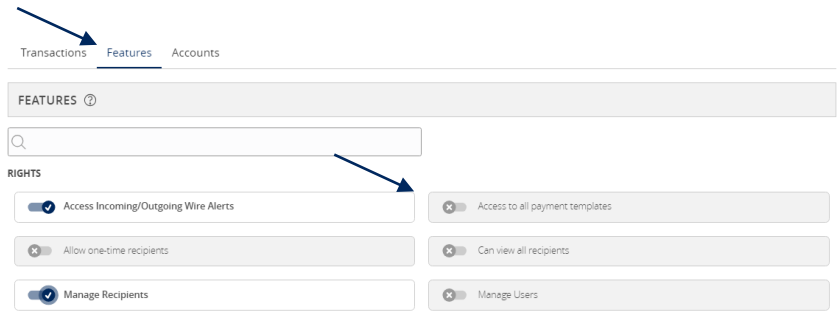 Transactions Features Accounts
FEATURES ?
RIGHTS
Access Incoming/Outgoing Wire Alerts Access to all payment templates
Allow one-time recipients Can view all recipients
Manage Recipients Manage Users